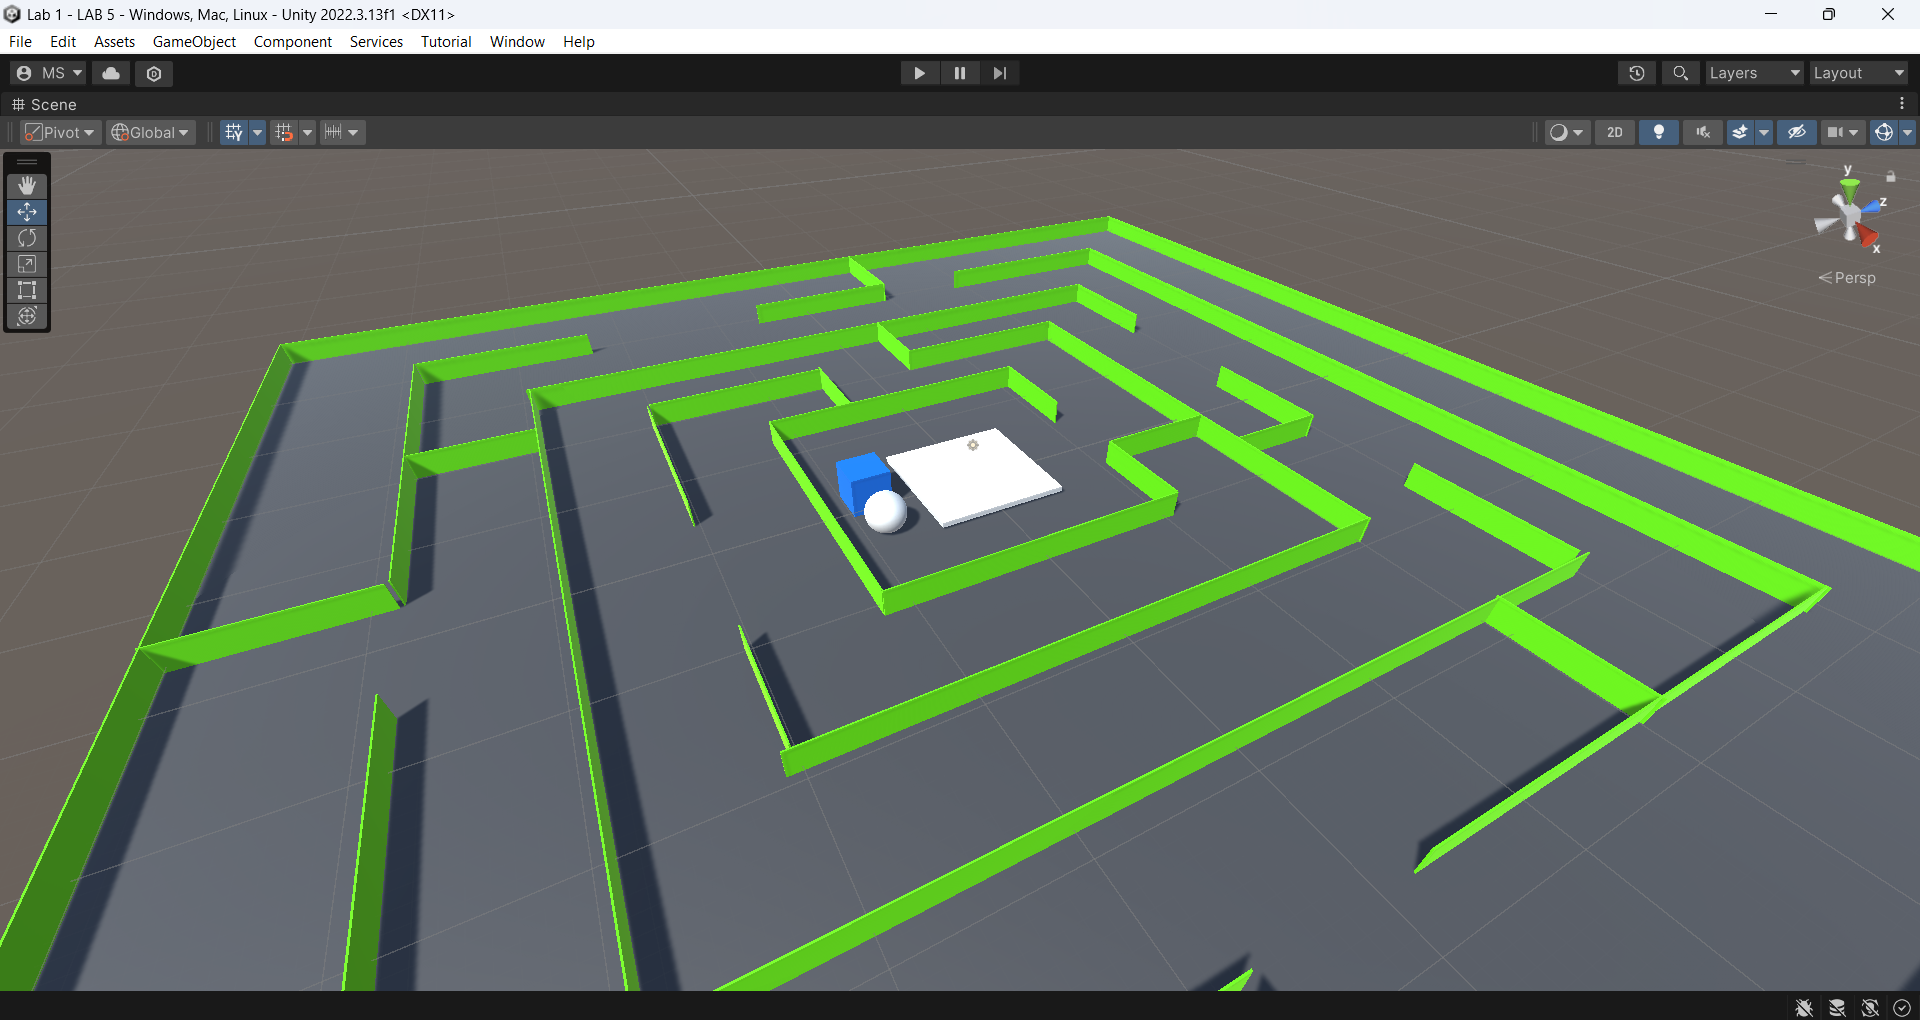 Lab 1 - LAB 5 - Windows, Mac, Linux - Unity 2022.3.13f1 <DX11>
File Edit Assets GameObject Component Services Tutorial Window Help
MS Layers Layout
Scene
Pivot Global 2D
y
z
x
Persp